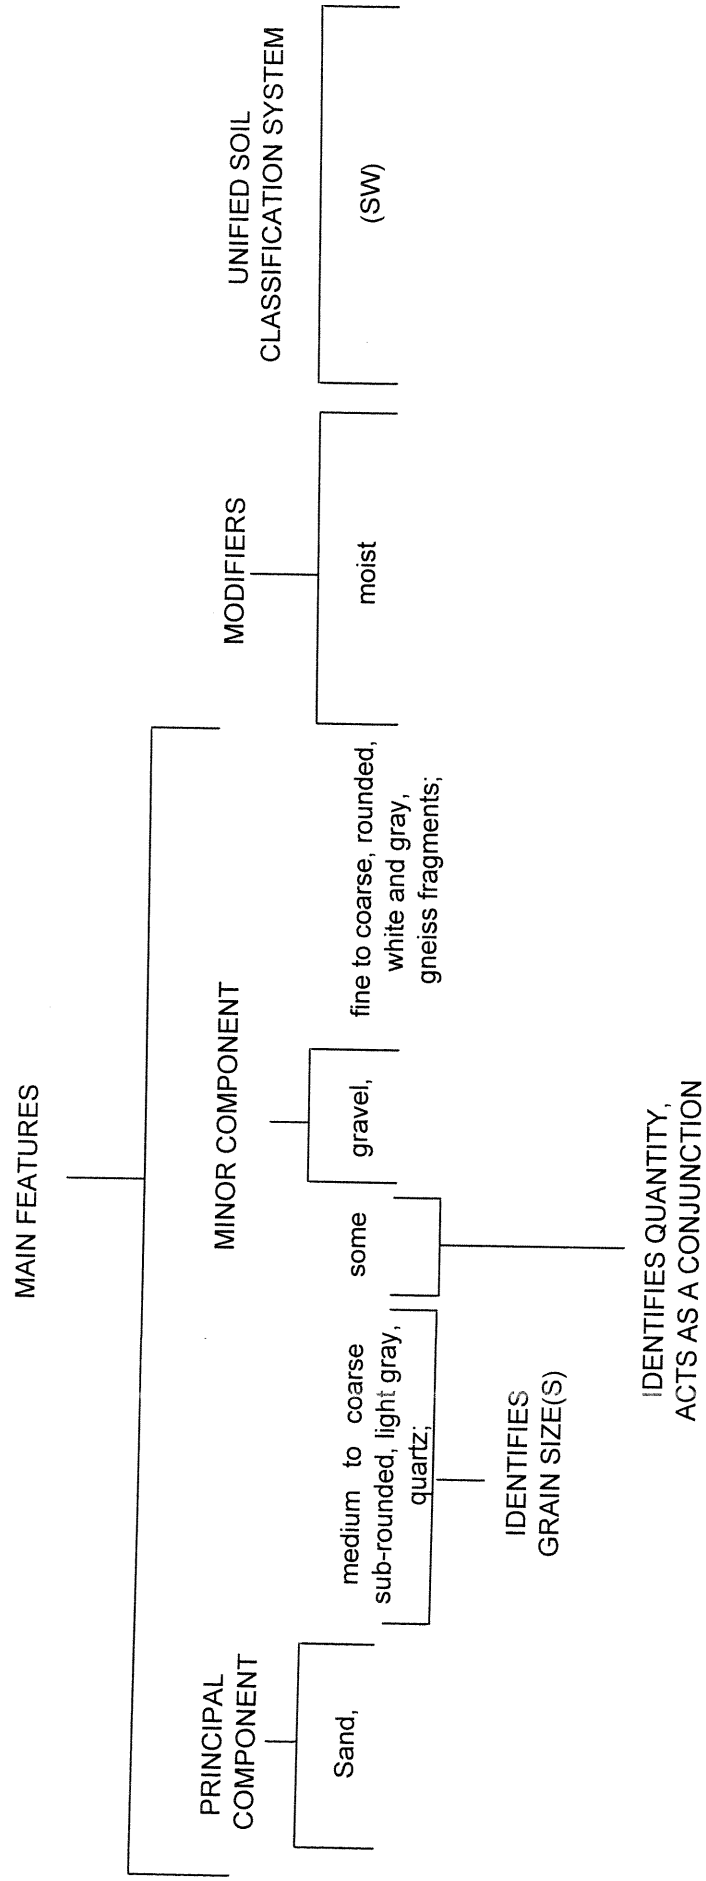 MAIN FEATURES
PRINCIPAL
COMPONENT
MINOR COMPONENT
MODIFIERS
UNIFIED SOIL
CLASSIFICATION SYSTEM
Sand,
medium to coarse
sub-rounded, light gray,
quartz;
some
gravel,
fine to coarse, rounded,
white and gray,
gneiss fragments;
moist
(SW)
IDENTIFIES
GRAIN SIZE(S)
IDENTIFIES QUANTITY,
ACTS AS A CONJUNCTION